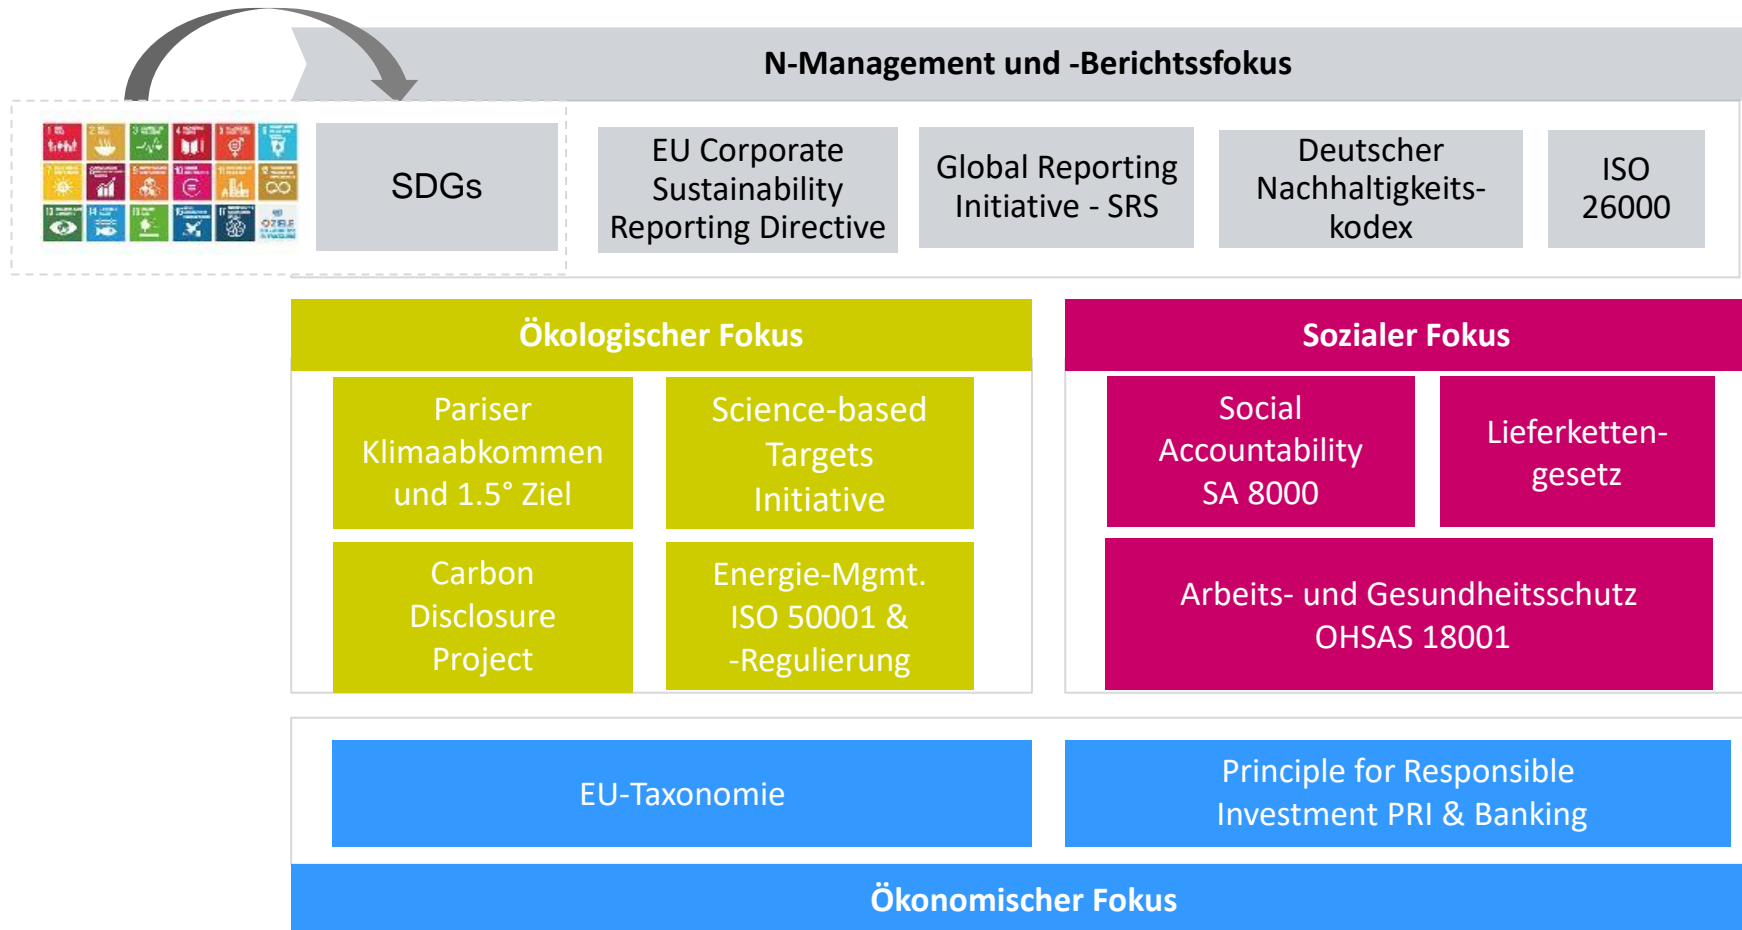 N-Management und -Berichtssfokus
SDGs
EU Corporate
Sustainability
Reporting Directive
Global Reporting
Initiative - SRS
Deutscher
Nachhaltigkeits-
kodex
ISO
26000
Ökologischer Fokus
Pariser
Klimaabkommen
und 1.5° Ziel
Science-based
Targets
Initiative
Carbon
Disclosure
Project
Energie-Mgmt.
ISO 50001 &
-Regulierung
Sozialer Fokus
Social
Accountability
SA 8000
Lieferketten-
gesetz
Arbeits- und Gesundheitsschutz
OHSAS 18001
EU-Taxonomie
Principle for Responsible
Investment PRI & Banking
Ökonomischer Fokus